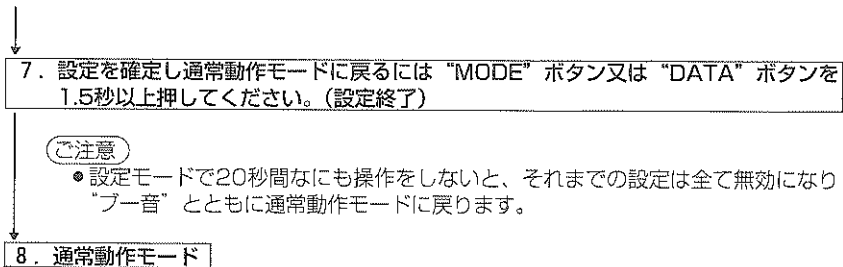 7．設定を確定し通常動作モードに戻るには “MODE” ボタン又は “DATA” ボタンを
1.5秒以上押してください。（設定終了）
ご注意
●設定モードで20秒間なにも操作をしないと、それまでの設定は全て無効になり
“ブー音” とともに通常動作モードに戻ります。
8．通常動作モード